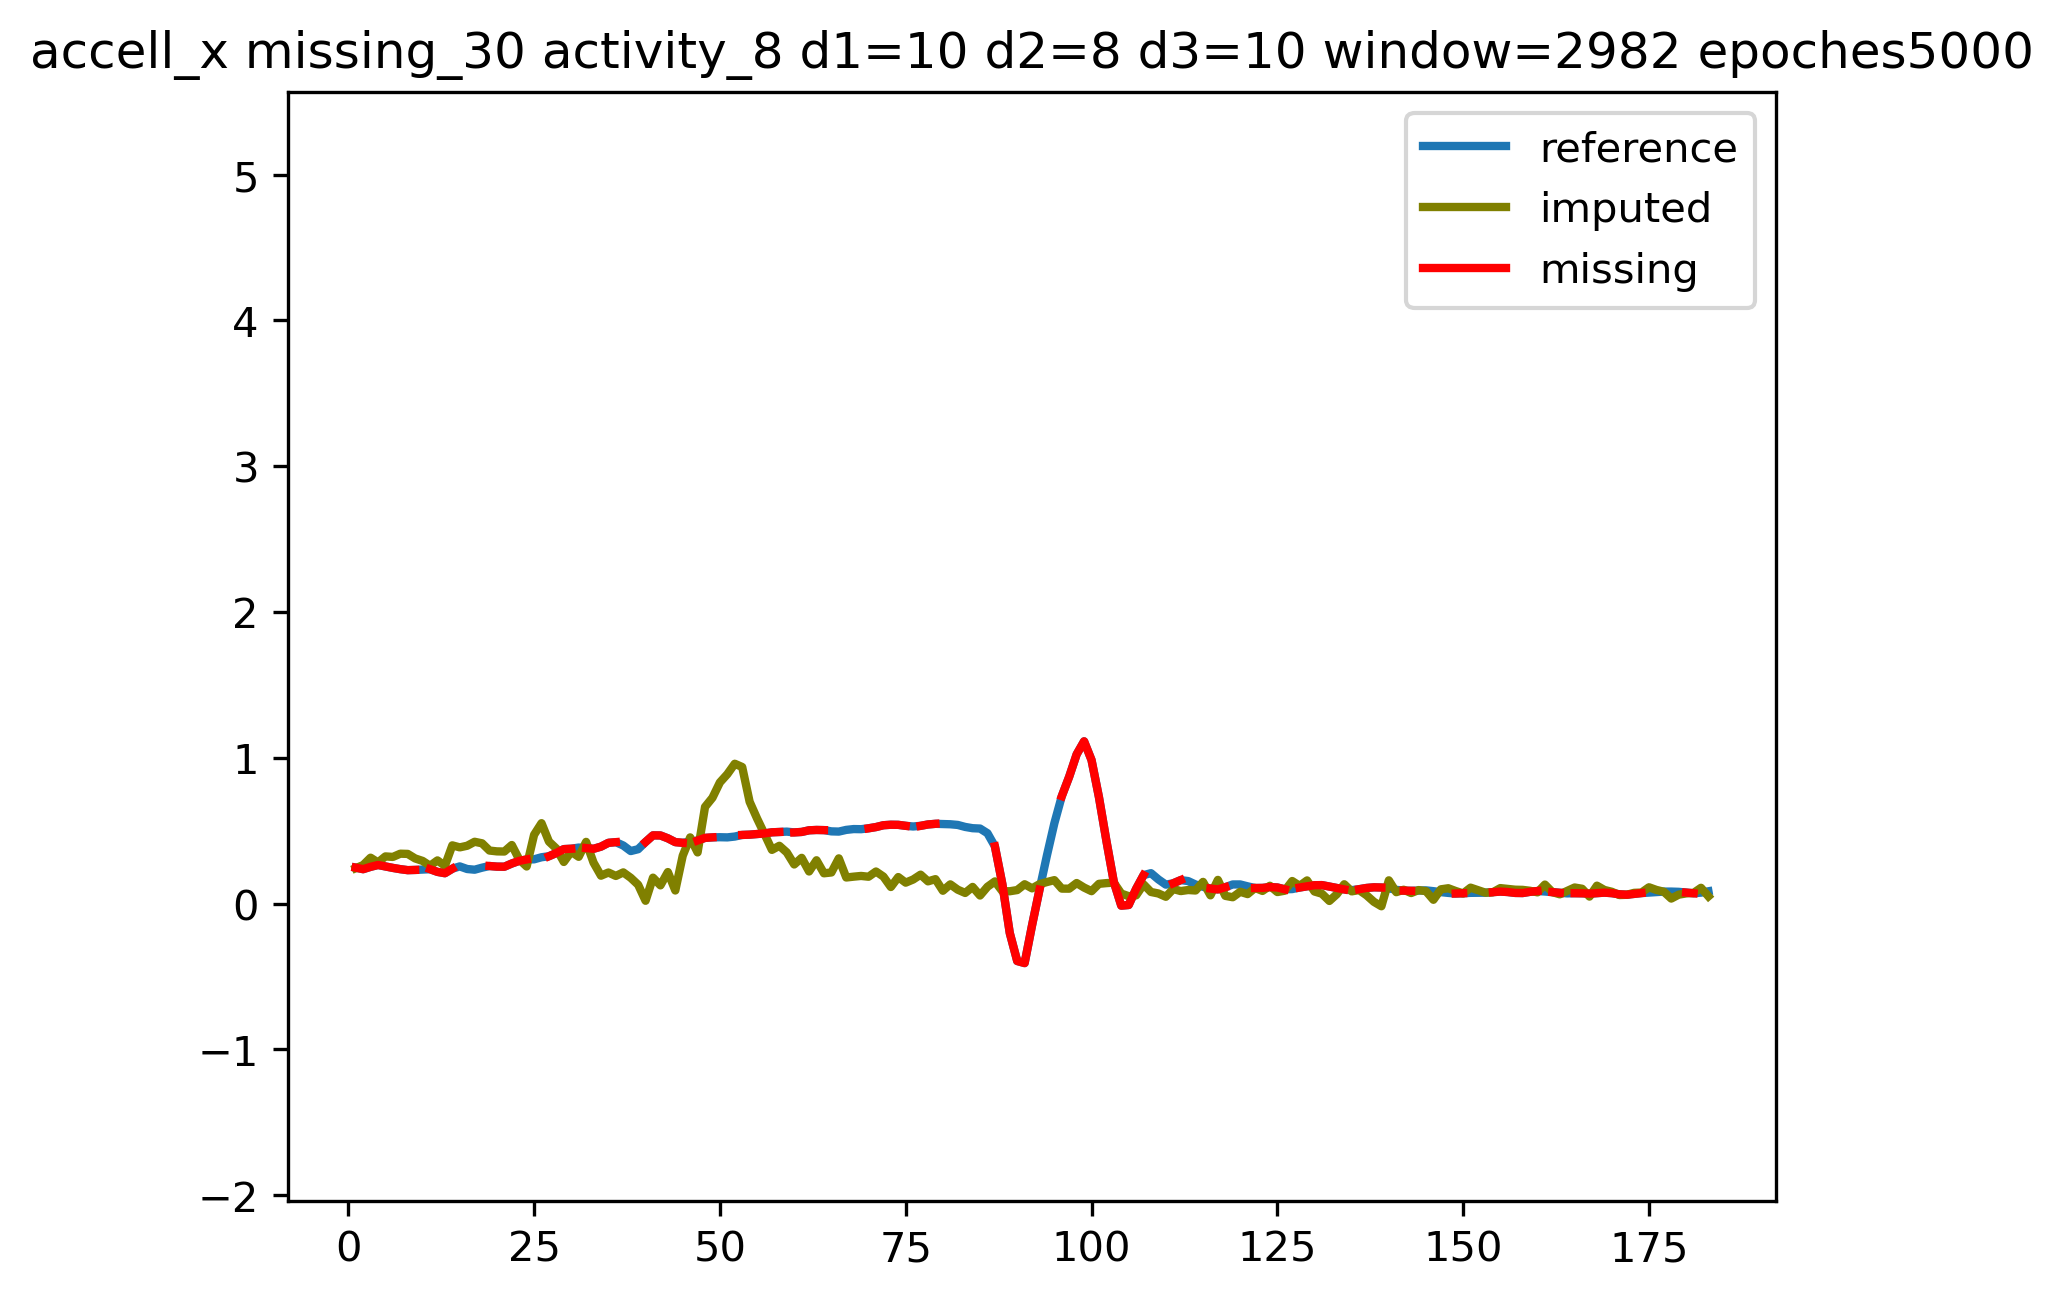 accell_x missing_30 activity_8 d1=10 d2=8 d3=10 window=2982 epoches5000
reference
imputed
missing
5
4
3
2
1
0
−1
−2
0 25 50 75 100 125 150 175